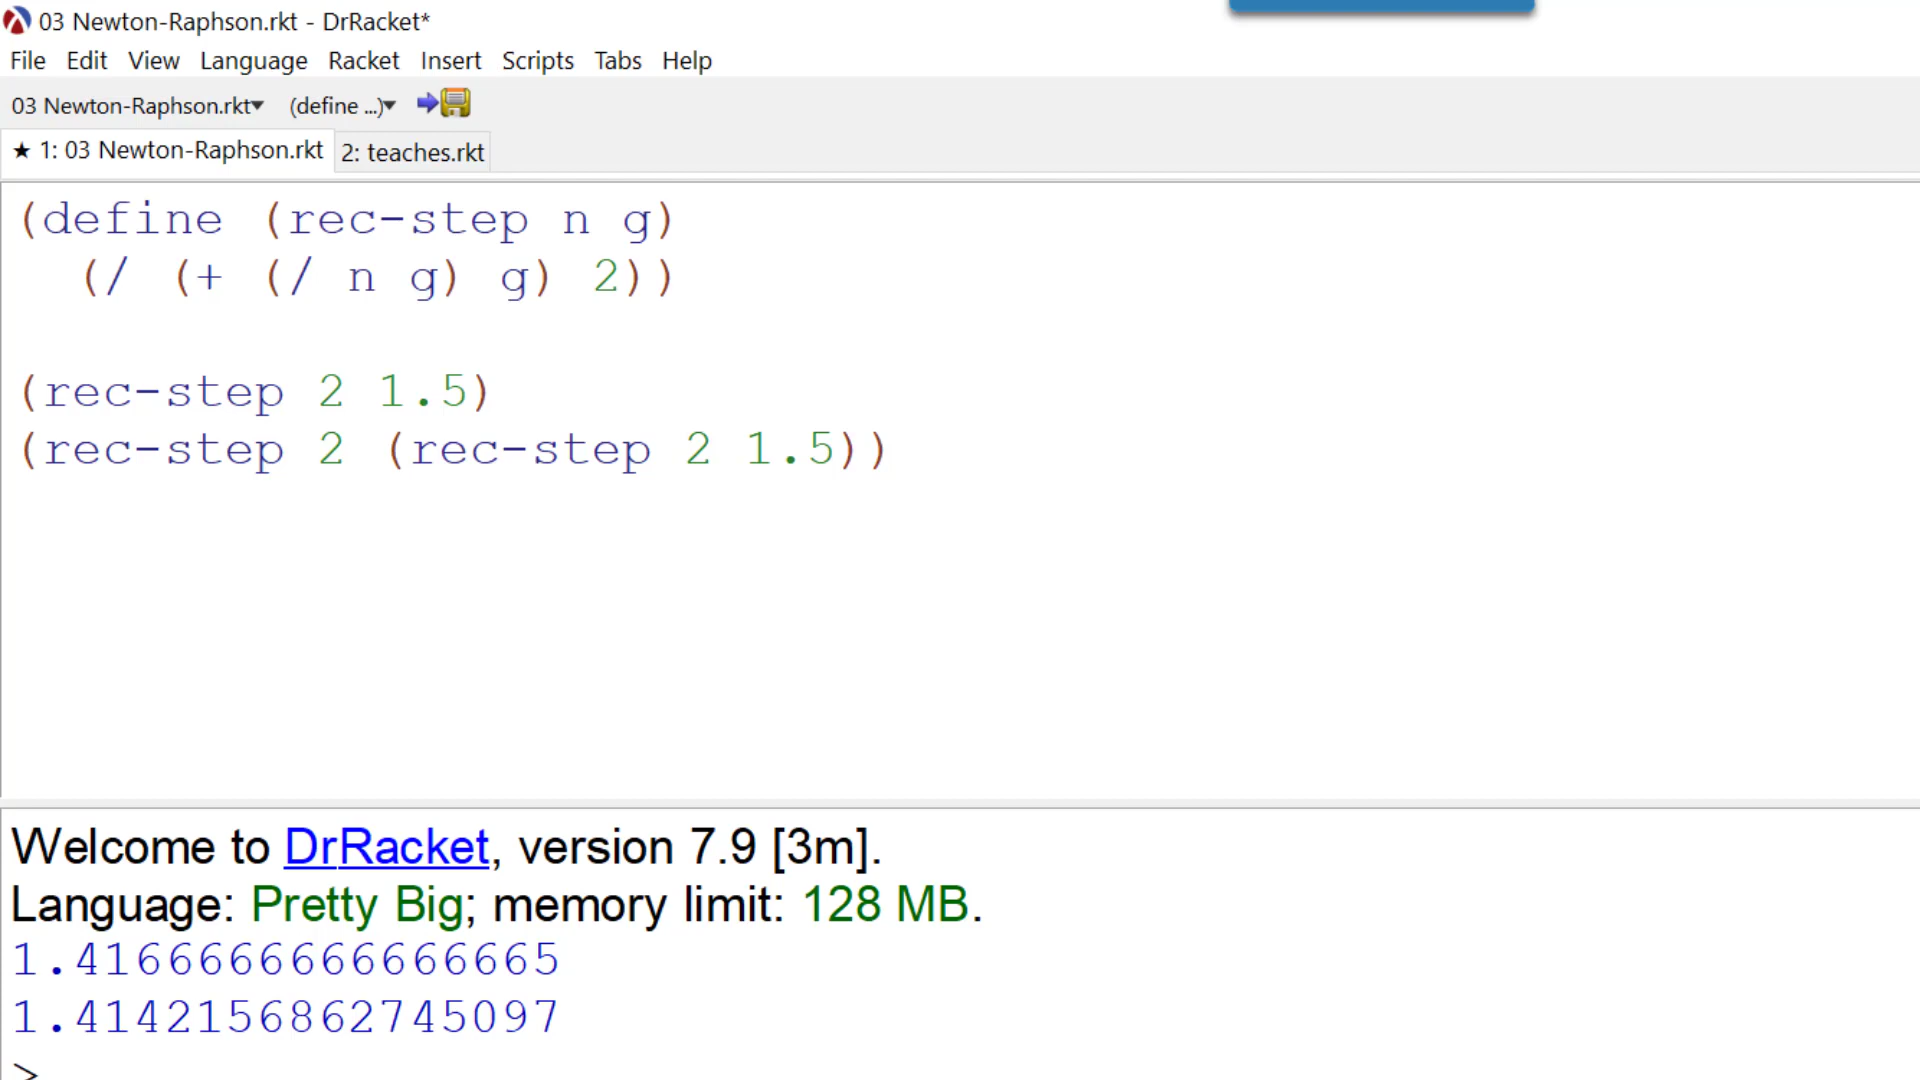 03 Newton-Raphson.rkt - DrRacket*
File Edit View Language Racket Insert Scripts Tabs Help
03 Newton-Raphson.rkt▾ (define ...)▾
★ 1: 03 Newton-Raphson.rkt 2: teaches.rkt
(define (rec-step n g)
(/ (+ (/ n g) g) 2))
(rec-step 2 1.5)
(rec-step 2 (rec-step 2 1.5))
Welcome to DrRacket, version 7.9 [3m].
Language: Pretty Big; memory limit: 128 MB.
1.4166666666666665
1.4142156862745097
>